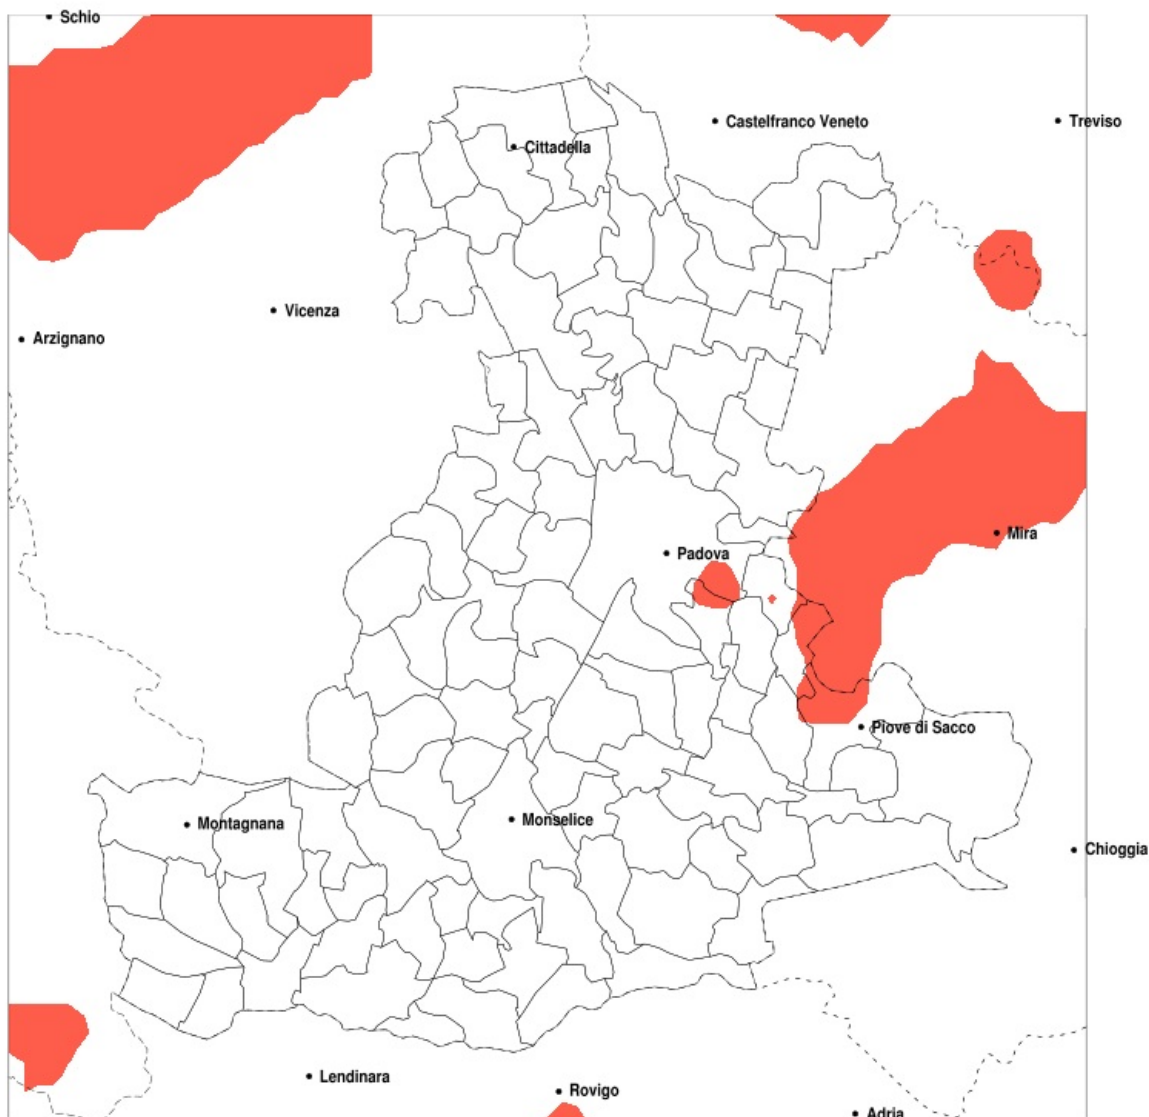 Schio
Castelfranco Veneto
Treviso
Cittadella
Vicenza
Arzignano
Mira
Padova
Piove di Sacco
Montagnana
Monselice
Chioggia
Lendinara
Rovigo
Adria